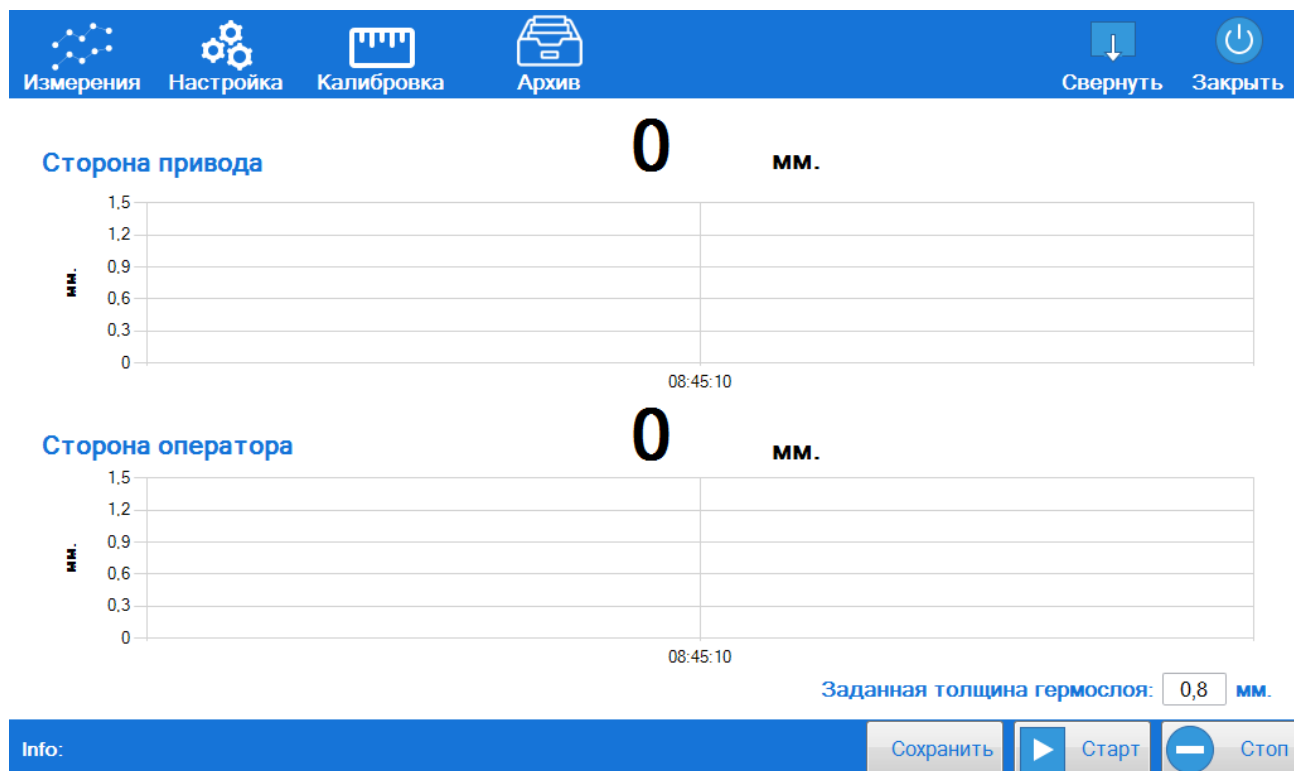 Измерения Настройка Калибровка Архив Свернуть Закрыть
0 мм.
Сторона привода
1,5
1,2
0,9
мм.
0,6
0,3
0
08:45:10
0 мм.
Сторона оператора
1,5
1,2
0,9
мм.
0,6
0,3
0
08:45:10
Заданная толщина гермослоя: 0,8 мм.
Info: Сохранить Старт Стоп